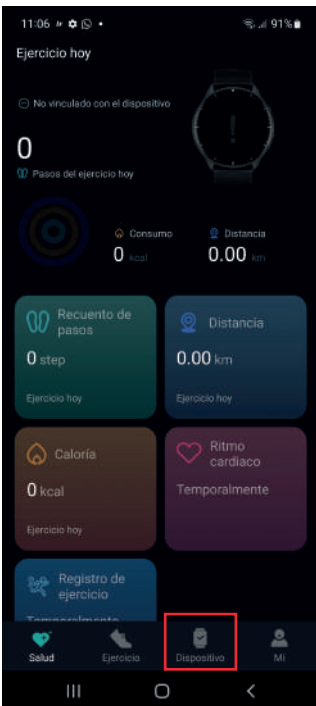 11:06
91%
Ejercicio hoy
No vinculado con el dispositivo
0
Pasos del ejercicio hoy
Consumo
Distancia
0 kcal
0.00 km
Recuento de
pasos
0 step
Ejercicio hoy
Distancia
0.00 km
Ejercicio hoy
Caloría
0 kcal
Ejercicio hoy
Ritmo
cardiaco
Temporalmente
Registro de
ejercicio
Temporalmente
Salud
Ejercicio
Dispositivo
Mi